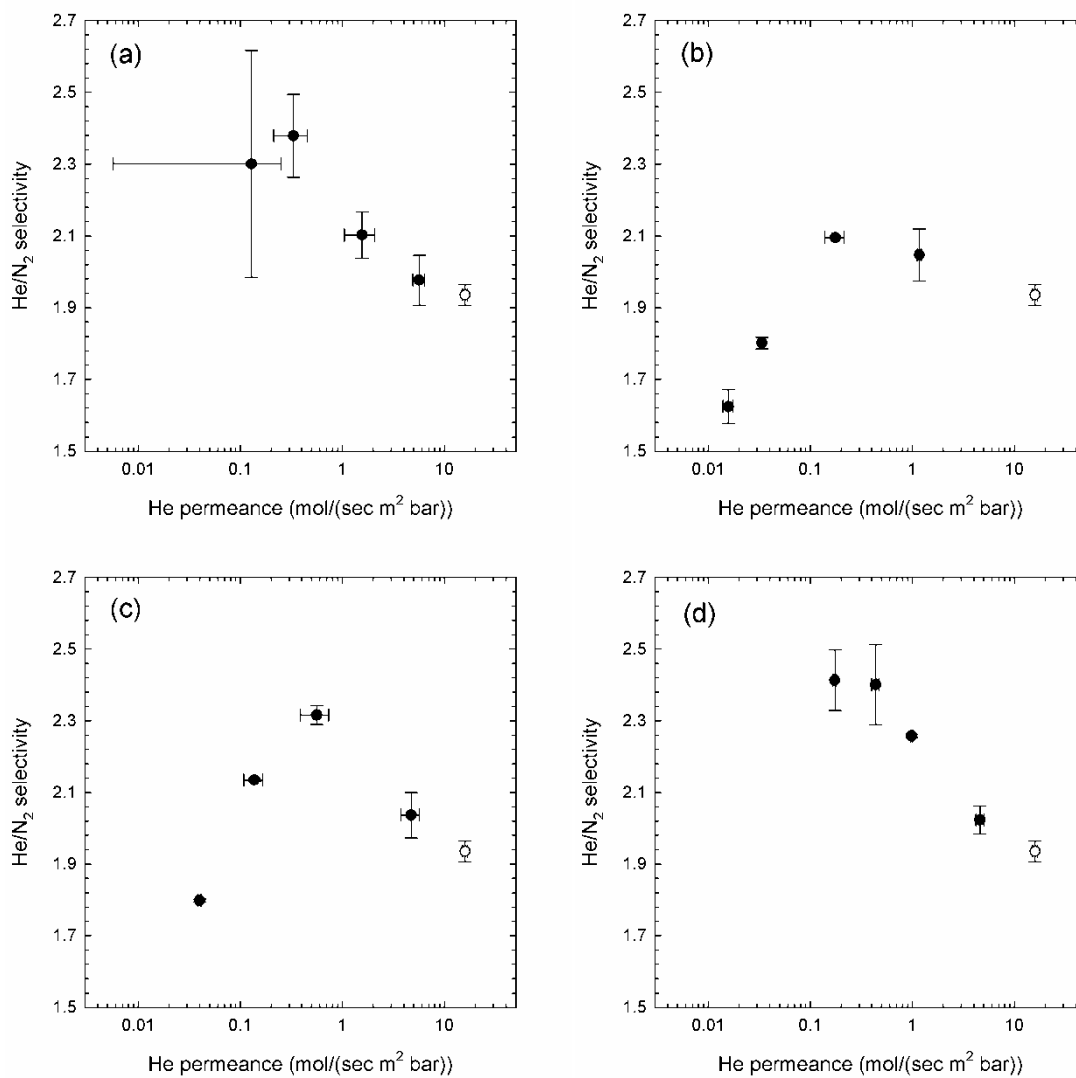 (a)
2.7
2.5
2.3
2.1
1.9
1.7
1.5
He/N₂ selectivity
0.01 0.1 1 10
He permeance (mol/(sec m² bar))
(b)
2.7
2.5
2.3
2.1
1.9
1.7
1.5
He/N₂ selectivity
0.01 0.1 1 10
He permeance (mol/(sec m² bar))
(c)
2.7
2.5
2.3
2.1
1.9
1.7
1.5
He/N₂ selectivity
0.01 0.1 1 10
He permeance (mol/(sec m² bar))
(d)
2.7
2.5
2.3
2.1
1.9
1.7
1.5
He/N₂ selectivity
0.01 0.1 1 10
He permeance (mol/(sec m² bar))